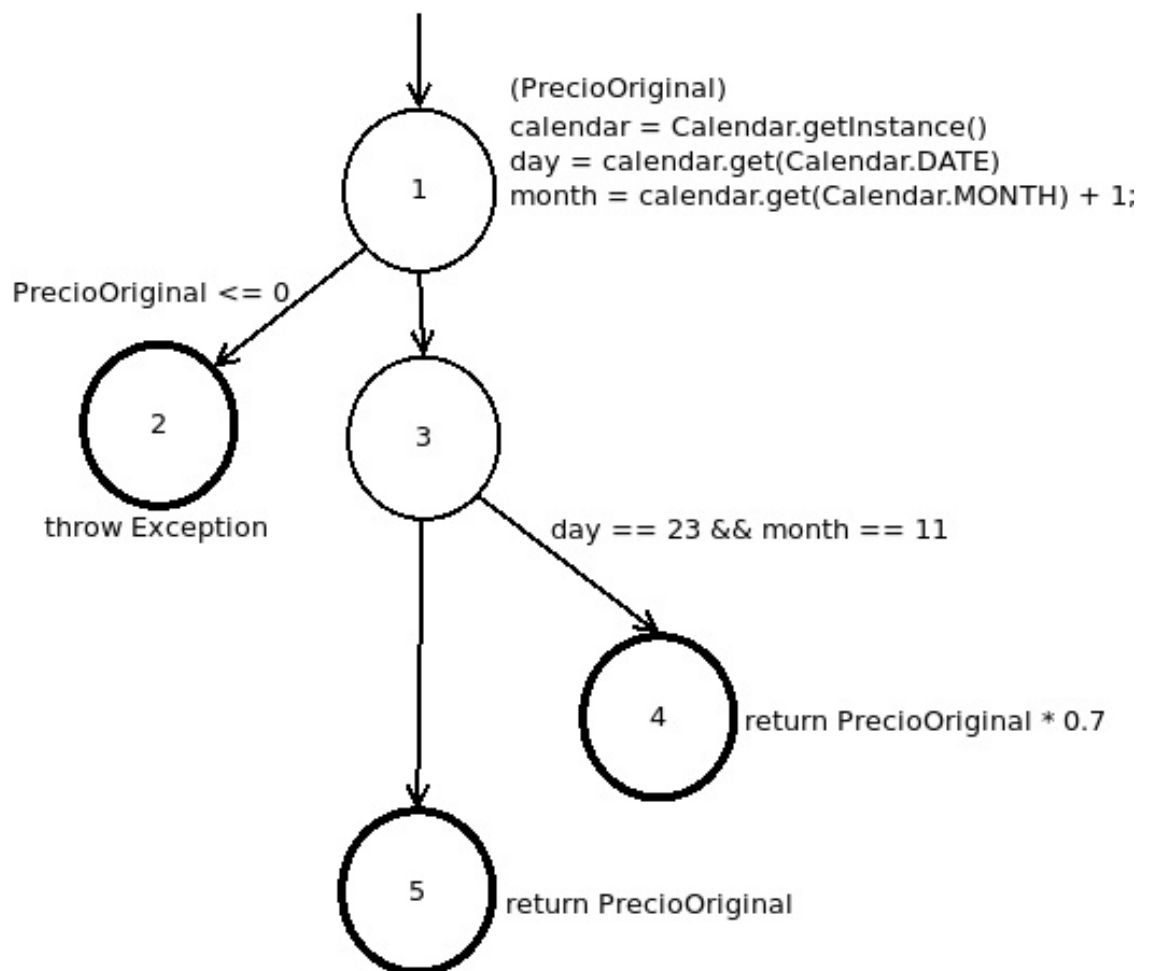 (PrecioOriginal)
calendar = Calendar.getInstance()
day = calendar.get(Calendar.DATE)
month = calendar.get(Calendar.MONTH) + 1;
1
PrecioOriginal <= 0
2
throw Exception
3
day == 23 && month == 11
4
return PrecioOriginal * 0.7
5
return PrecioOriginal